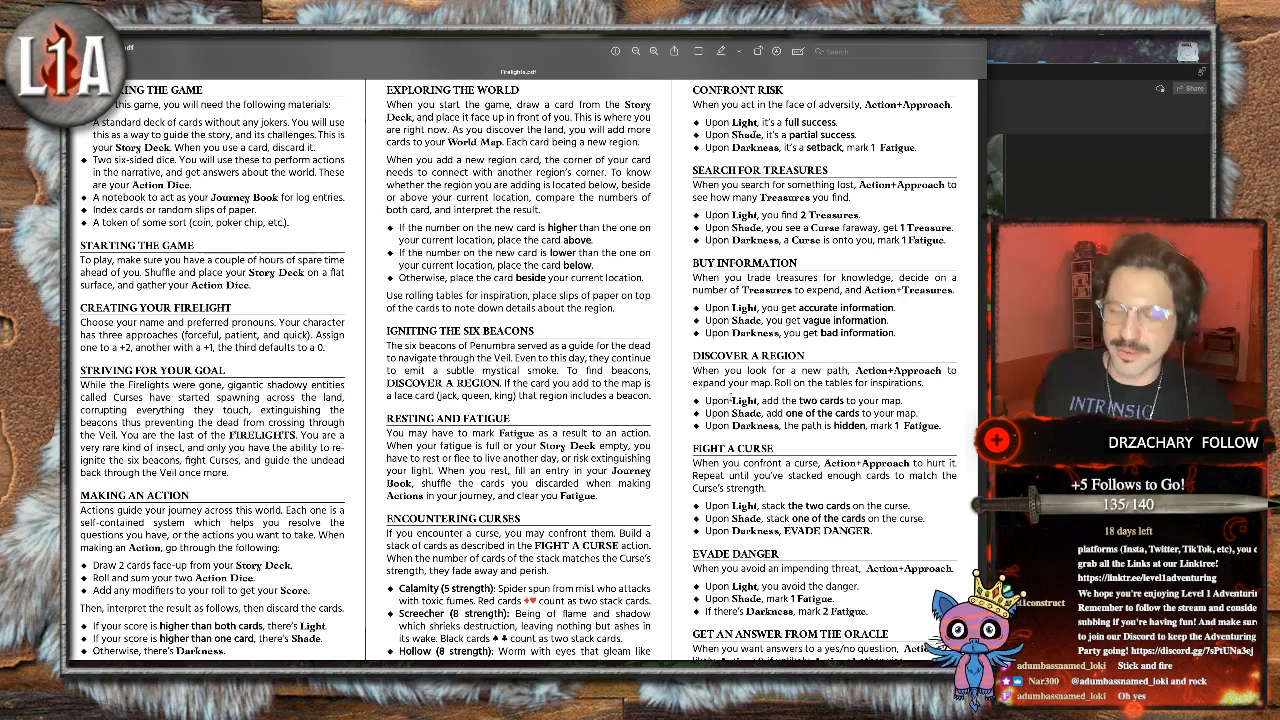 L1A
.pdf
Search
Firelights.pdf
Share
ING THE GAME
this game, you will need the following materials:
A standard deck of cards without any jokers. You will
use this as a way to guide the story, and its challenges. This is
your Story Deck. When you use a card, discard it.
◆ Two six-sided dice. You will use these to perform actions
in the narrative, and get answers about the world. These
are your Action Dice.
◆ A notebook to act as your Journey Book for log entries.
◆ Index cards or random slips of paper.
◆ A token of some sort (coin, poker chip, etc.).
STARTING THE GAME
To play, make sure you have a couple of hours of spare time
ahead of you. Shuffle and place your Story Deck on a flat
surface, and gather your Action Dice.
CREATING YOUR FIRELIGHT
Choose your name and preferred pronouns. Your character
has three approaches (forceful, patient, and quick). Assign
one to a +2, another with a +1, the third defaults to a 0.
STRIVING FOR YOUR GOAL
While the Firelights were gone, gigantic shadowy entities
called Curses have started spawning across the land,
corrupting everything they touch, extinguishing the
beacons thus preventing the dead from crossing through
the Veil. You are the last of the FIRELIGHTS. You are a
very rare kind of insect, and only you have the ability to re-
ignite the six beacons, fight Curses, and guide the undead
back through the Veil once more.
MAKING AN ACTION
Actions guide your journey across this world. Each one is a
self-contained system which helps you resolve the
questions you have, or the actions you want to take. When
making an Action, go through the following:
◆ Draw 2 cards face-up from your Story Deck.
◆ Roll and sum your two Action Dice.
◆ Add any modifiers to your roll to get your Score.
Then, interpret the result as follows, then discard the cards.
◆ If your score is higher than both cards, there's Light.
◆ If your score is higher than one card, there's Shade.
◆ Otherwise, there's Darkness.
EXPLORING THE WORLD
When you start the game, draw a card from the Story
Deck, and place it face up in front of you. This is where you
are right now. As you discover the land, you will add more
cards to your World Map. Each card being a new region.
When you add a new region card, the corner of your card
needs to connect with another region's corner. To know
whether the region you are adding is located below, beside
or above your current location, compare the numbers of
both card, and interpret the result.
◆ If the number on the new card is higher than the one on
your current location, place the card above.
◆ If the number on the new card is lower than the one on
your current location, place the card below.
◆ Otherwise, place the card beside your current location.
Use rolling tables for inspiration, place slips of paper on top
of the cards to note down details about the region.
IGNITING THE SIX BEACONS
The six beacons of Penumbra served as a guide for the dead
to navigate through the Veil. Even to this day, they continue
to emit a subtle mystical smoke. To find beacons,
DISCOVER A REGION. If the card you add to the map is
a face card (jack, queen, king) that region includes a beacon.
RESTING AND FATIGUE
You may have to mark Fatigue as a result to an action.
When your fatigue is full or your Story Deck empty, you
have to rest or flee to live another day, or risk extinguishing
your light. When you rest, fill an entry in your Journey
Book, shuffle the cards you discarded when making
Actions in your journey, and clear you Fatigue.
ENCOUNTERING CURSES
If you encounter a curse, you may confront them. Build a
stack of cards as described in the FIGHT A CURSE action.
When the number of cards of the stack matches the Curse's
strength, they fade away and perish.
◆ Calamity (5 strength): Spider spun from mist who attacks
with toxic fumes. Red cards ♦♥ count as two stack cards.
◆ Screecher (8 strength): Being of flame and shadow
which shrieks destruction, leaving nothing but ashes in
its wake. Black cards ♠♣ count as two stack cards.
◆ Hollow (8 strength): Worm with eyes that gleam like
CONFRONT RISK
When you act in the face of adversity, Action+Approach.
◆ Upon Light, it's a full success.
◆ Upon Shade, it's a partial success.
◆ Upon Darkness, it's a setback, mark 1 Fatigue.
SEARCH FOR TREASURES
When you search for something lost, Action+Approach to
see how many Treasures you find.
◆ Upon Light, you find 2 Treasures.
◆ Upon Shade, you see a Curse faraway, get 1 Treasure.
◆ Upon Darkness, a Curse is onto you, mark 1 Fatigue.
BUY INFORMATION
When you trade treasures for knowledge, decide on a
number of Treasures to expend, and Action+Treasures.
◆ Upon Light, you get accurate information.
◆ Upon Shade, you get vague information.
◆ Upon Darkness, you get bad information.
DISCOVER A REGION
When you look for a new path, Action+Approach to
expand your map. Roll on the tables for inspirations.
◆ Upon Light, add the two cards to your map.
◆ Upon Shade, add one of the cards to your map.
◆ Upon Darkness, the path is hidden, mark 1 Fatigue.
FIGHT A CURSE
When you confront a curse, Action+Approach to hurt it.
Repeat until you've stacked enough cards to match the
Curse's strength.
◆ Upon Light, stack the two cards on the curse.
◆ Upon Shade, stack one of the cards on the curse.
◆ Upon Darkness, EVADE DANGER.
EVADE DANGER
When you avoid an impending threat, Action+Approach.
◆ Upon Light, you avoid the danger.
◆ Upon Shade, mark 1 Fatigue.
◆ If there's Darkness, mark 2 Fatigue.
GET AN ANSWER FROM THE ORACLE
When you want answers to a yes/no question,
INTRINSIC
DRZACHARY FOLLOW
+5 Follows to Go!
135/140
18 days left
platforms (Insta, Twitter, TikTok, etc), you c
grab all the Links at our Linktree!
https://linktr.ee/level1adventuring
l1construct We hope you're enjoying Level 1 Adventuri
Remember to follow the stream and conside
subbing if you're having fun! And make sure
to join our Discord to keep the Adventuring
Party going! https://discord.gg/7sPtUNa3ej
adumbassnamed_loki Stick and fire
Nar300 @adumbassnamed_loki and rock
adumbassnamed_loki Oh yes